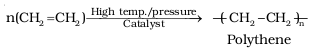 n(CH₂=CH₂) High temp./pressure Catalyst → –( CH₂–CH₂ )ₙ
Polythene